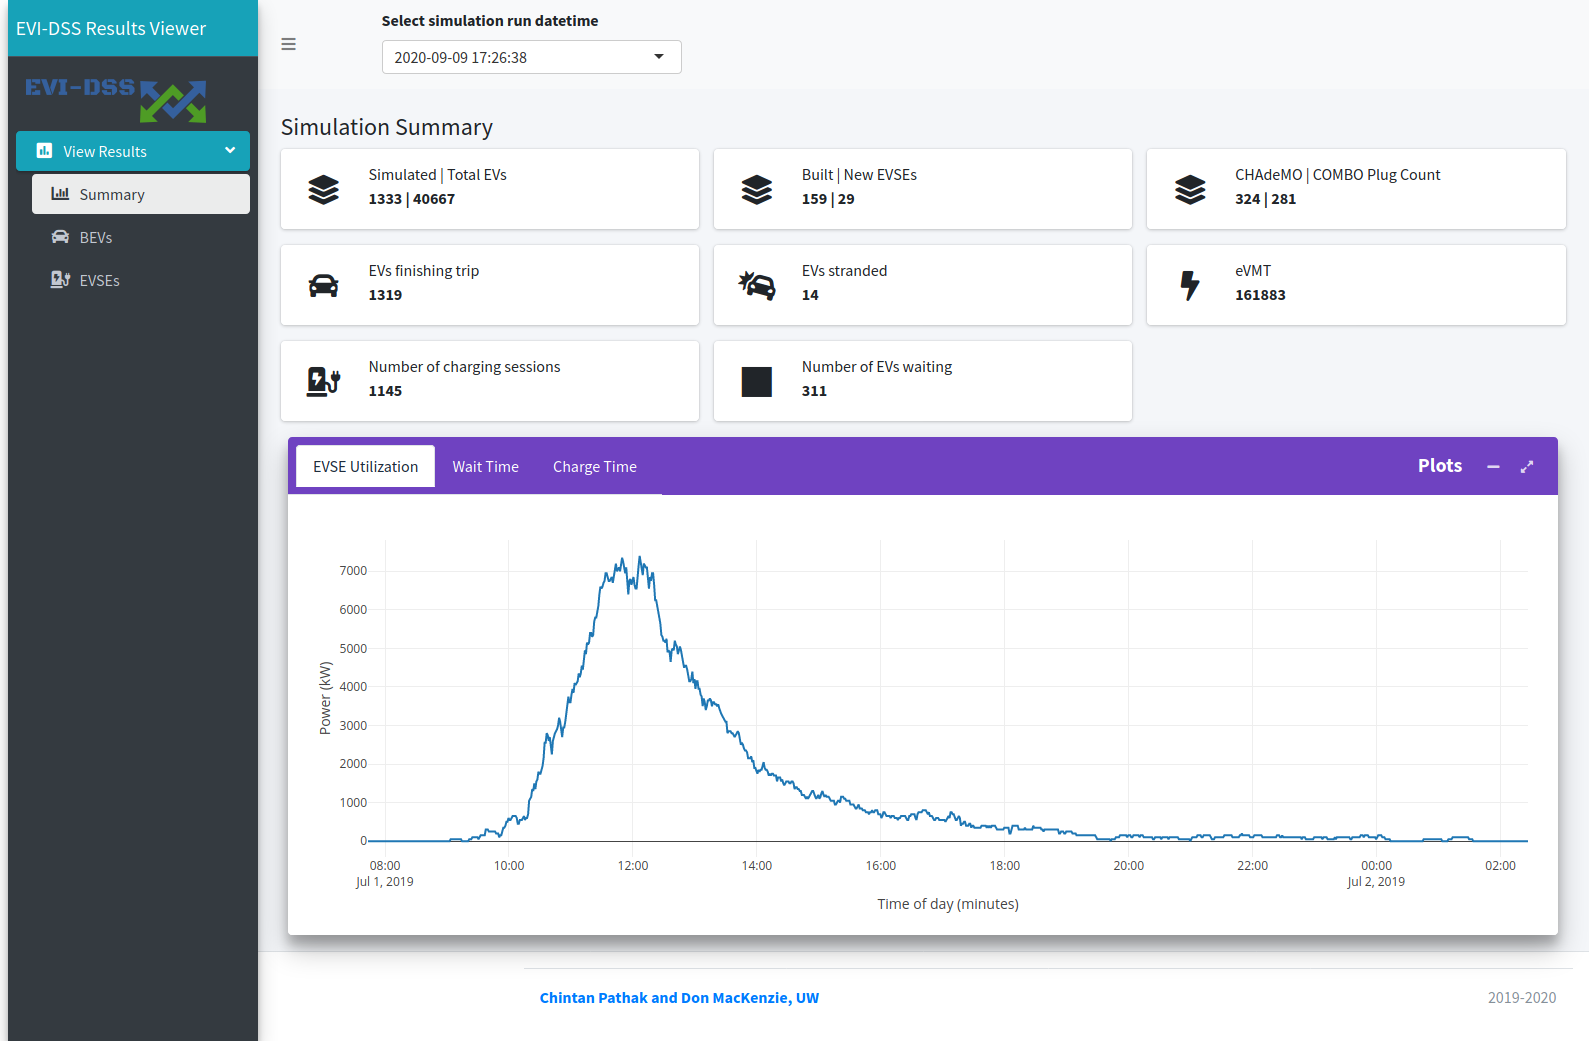 EVI-DSS Results Viewer
EVI-DSS
View Results
Summary
BEVs
EVSEs
Select simulation run datetime
2020-09-09 17:26:38
Simulation Summary
Simulated | Total EVs
1333 | 40667
Built | New EVSEs
159 | 29
CHAdeMO | COMBO Plug Count
324 | 281
EVs finishing trip
1319
EVs stranded
14
eVMT
161883
Number of charging sessions
1145
Number of EVs waiting
311
EVSE Utilization Wait Time Charge Time Plots
7000
6000
5000
4000
3000
2000
1000
0
Power (kW)
08:00 10:00 12:00 14:00 16:00 18:00 20:00 22:00 00:00 02:00
Jul 1, 2019 Jul 2, 2019
Time of day (minutes)
Chintan Pathak and Don MacKenzie, UW 2019-2020